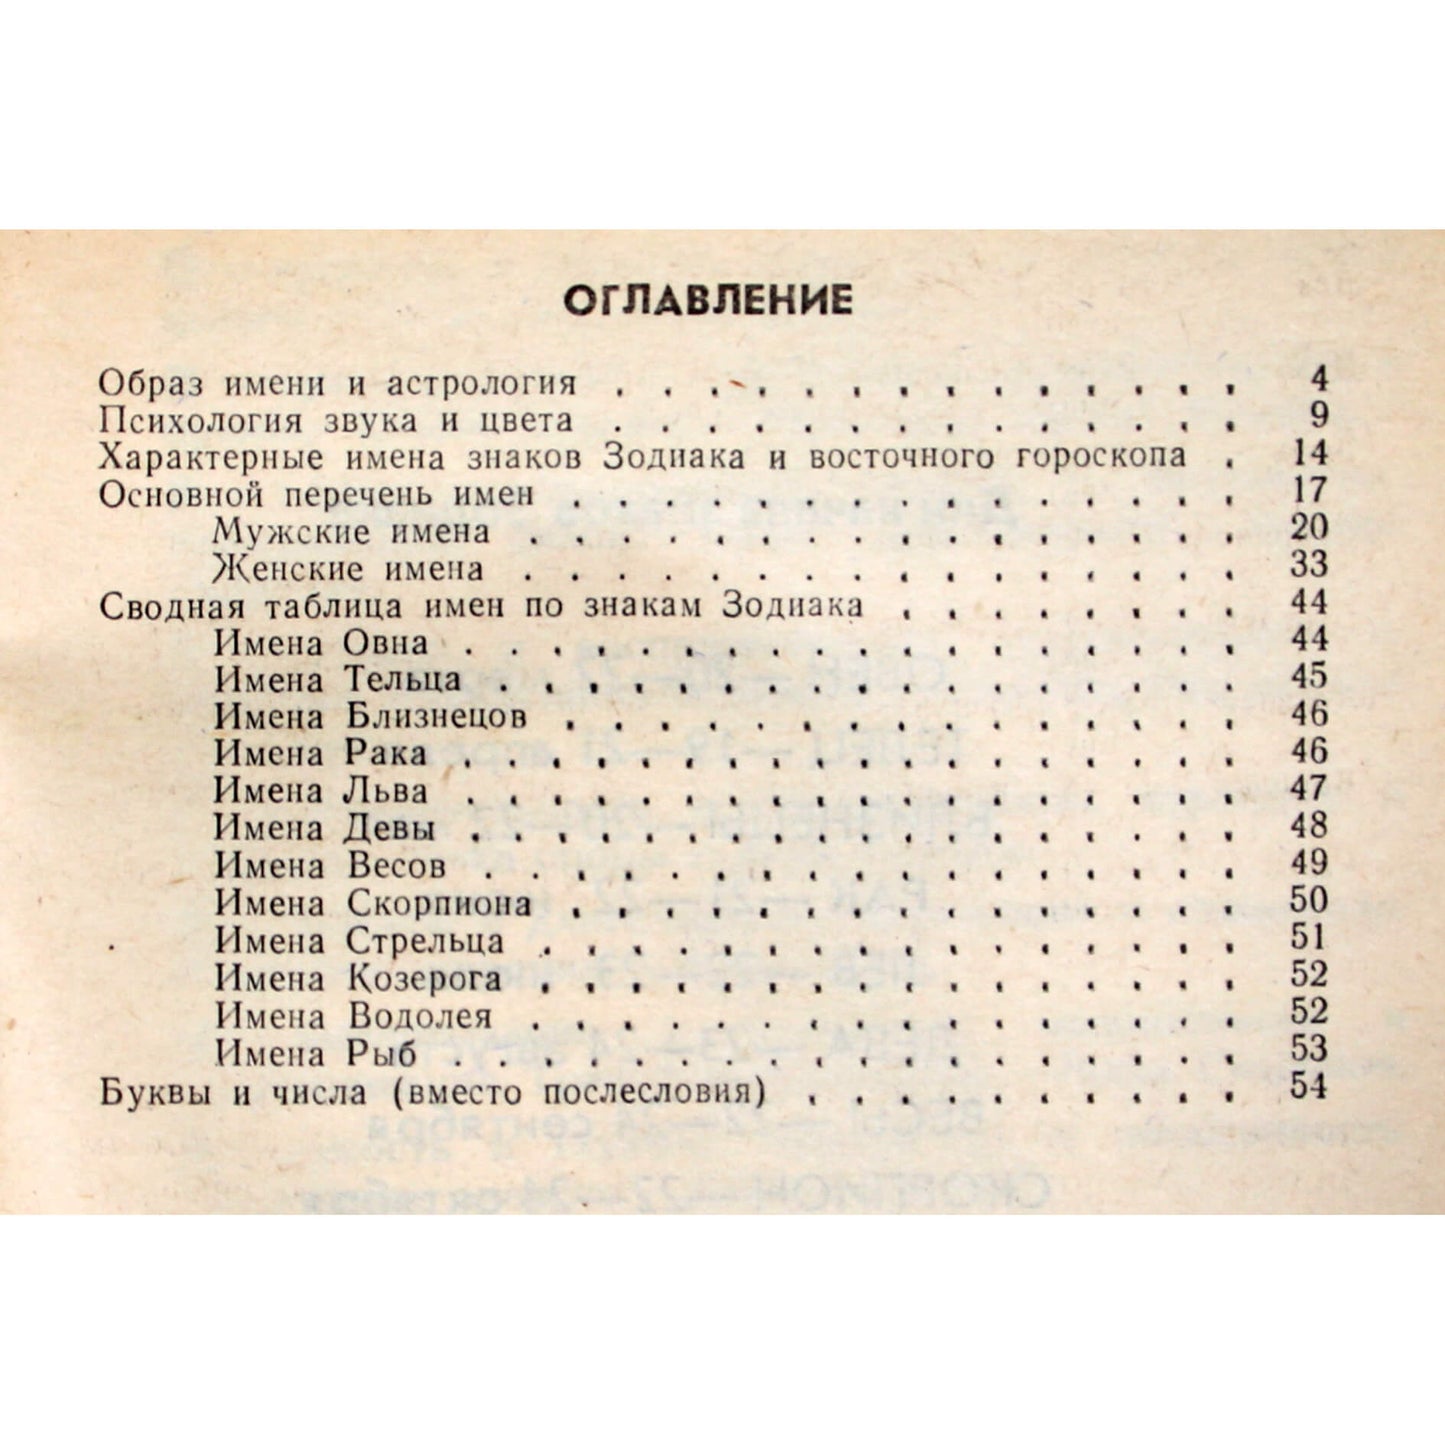 ОГЛАВЛЕНИЕ
Образ имени и астрология . . . . . . . . . . . . . . 4
Психология звука и цвета . . . . . . . . . . . . . . 9
Характерные имена знаков Зодиака и восточного гороскопа . 14
Основной перечень имен . . . . . . . . . . . . . . . 17
Мужские имена . . . . . . . . . . . . . . . . 20
Женские имена . . . . . . . . . . . . . . . . 33
Сводная таблица имен по знакам Зодиака . . . . . . . . 44
Имена Овна . . . . . . . . . . . . . . . . . . 44
Имена Тельца . . . . . . . . . . . . . . . . . 45
Имена Близнецов . . . . . . . . . . . . . . . 46
Имена Рака . . . . . . . . . . . . . . . . . . 46
Имена Льва . . . . . . . . . . . . . . . . . . 47
Имена Девы . . . . . . . . . . . . . . . . . . 48
Имена Весов . . . . . . . . . . . . . . . . . 49
Имена Скорпиона . . . . . . . . . . . . . . . 50
Имена Стрельца . . . . . . . . . . . . . . . . 51
Имена Козерога . . . . . . . . . . . . . . . . 52
Имена Водолея . . . . . . . . . . . . . . . . 52
Имена Рыб . . . . . . . . . . . . . . . . . . 53
Буквы и числа (вместо послесловия) . . . . . . . . . . 54